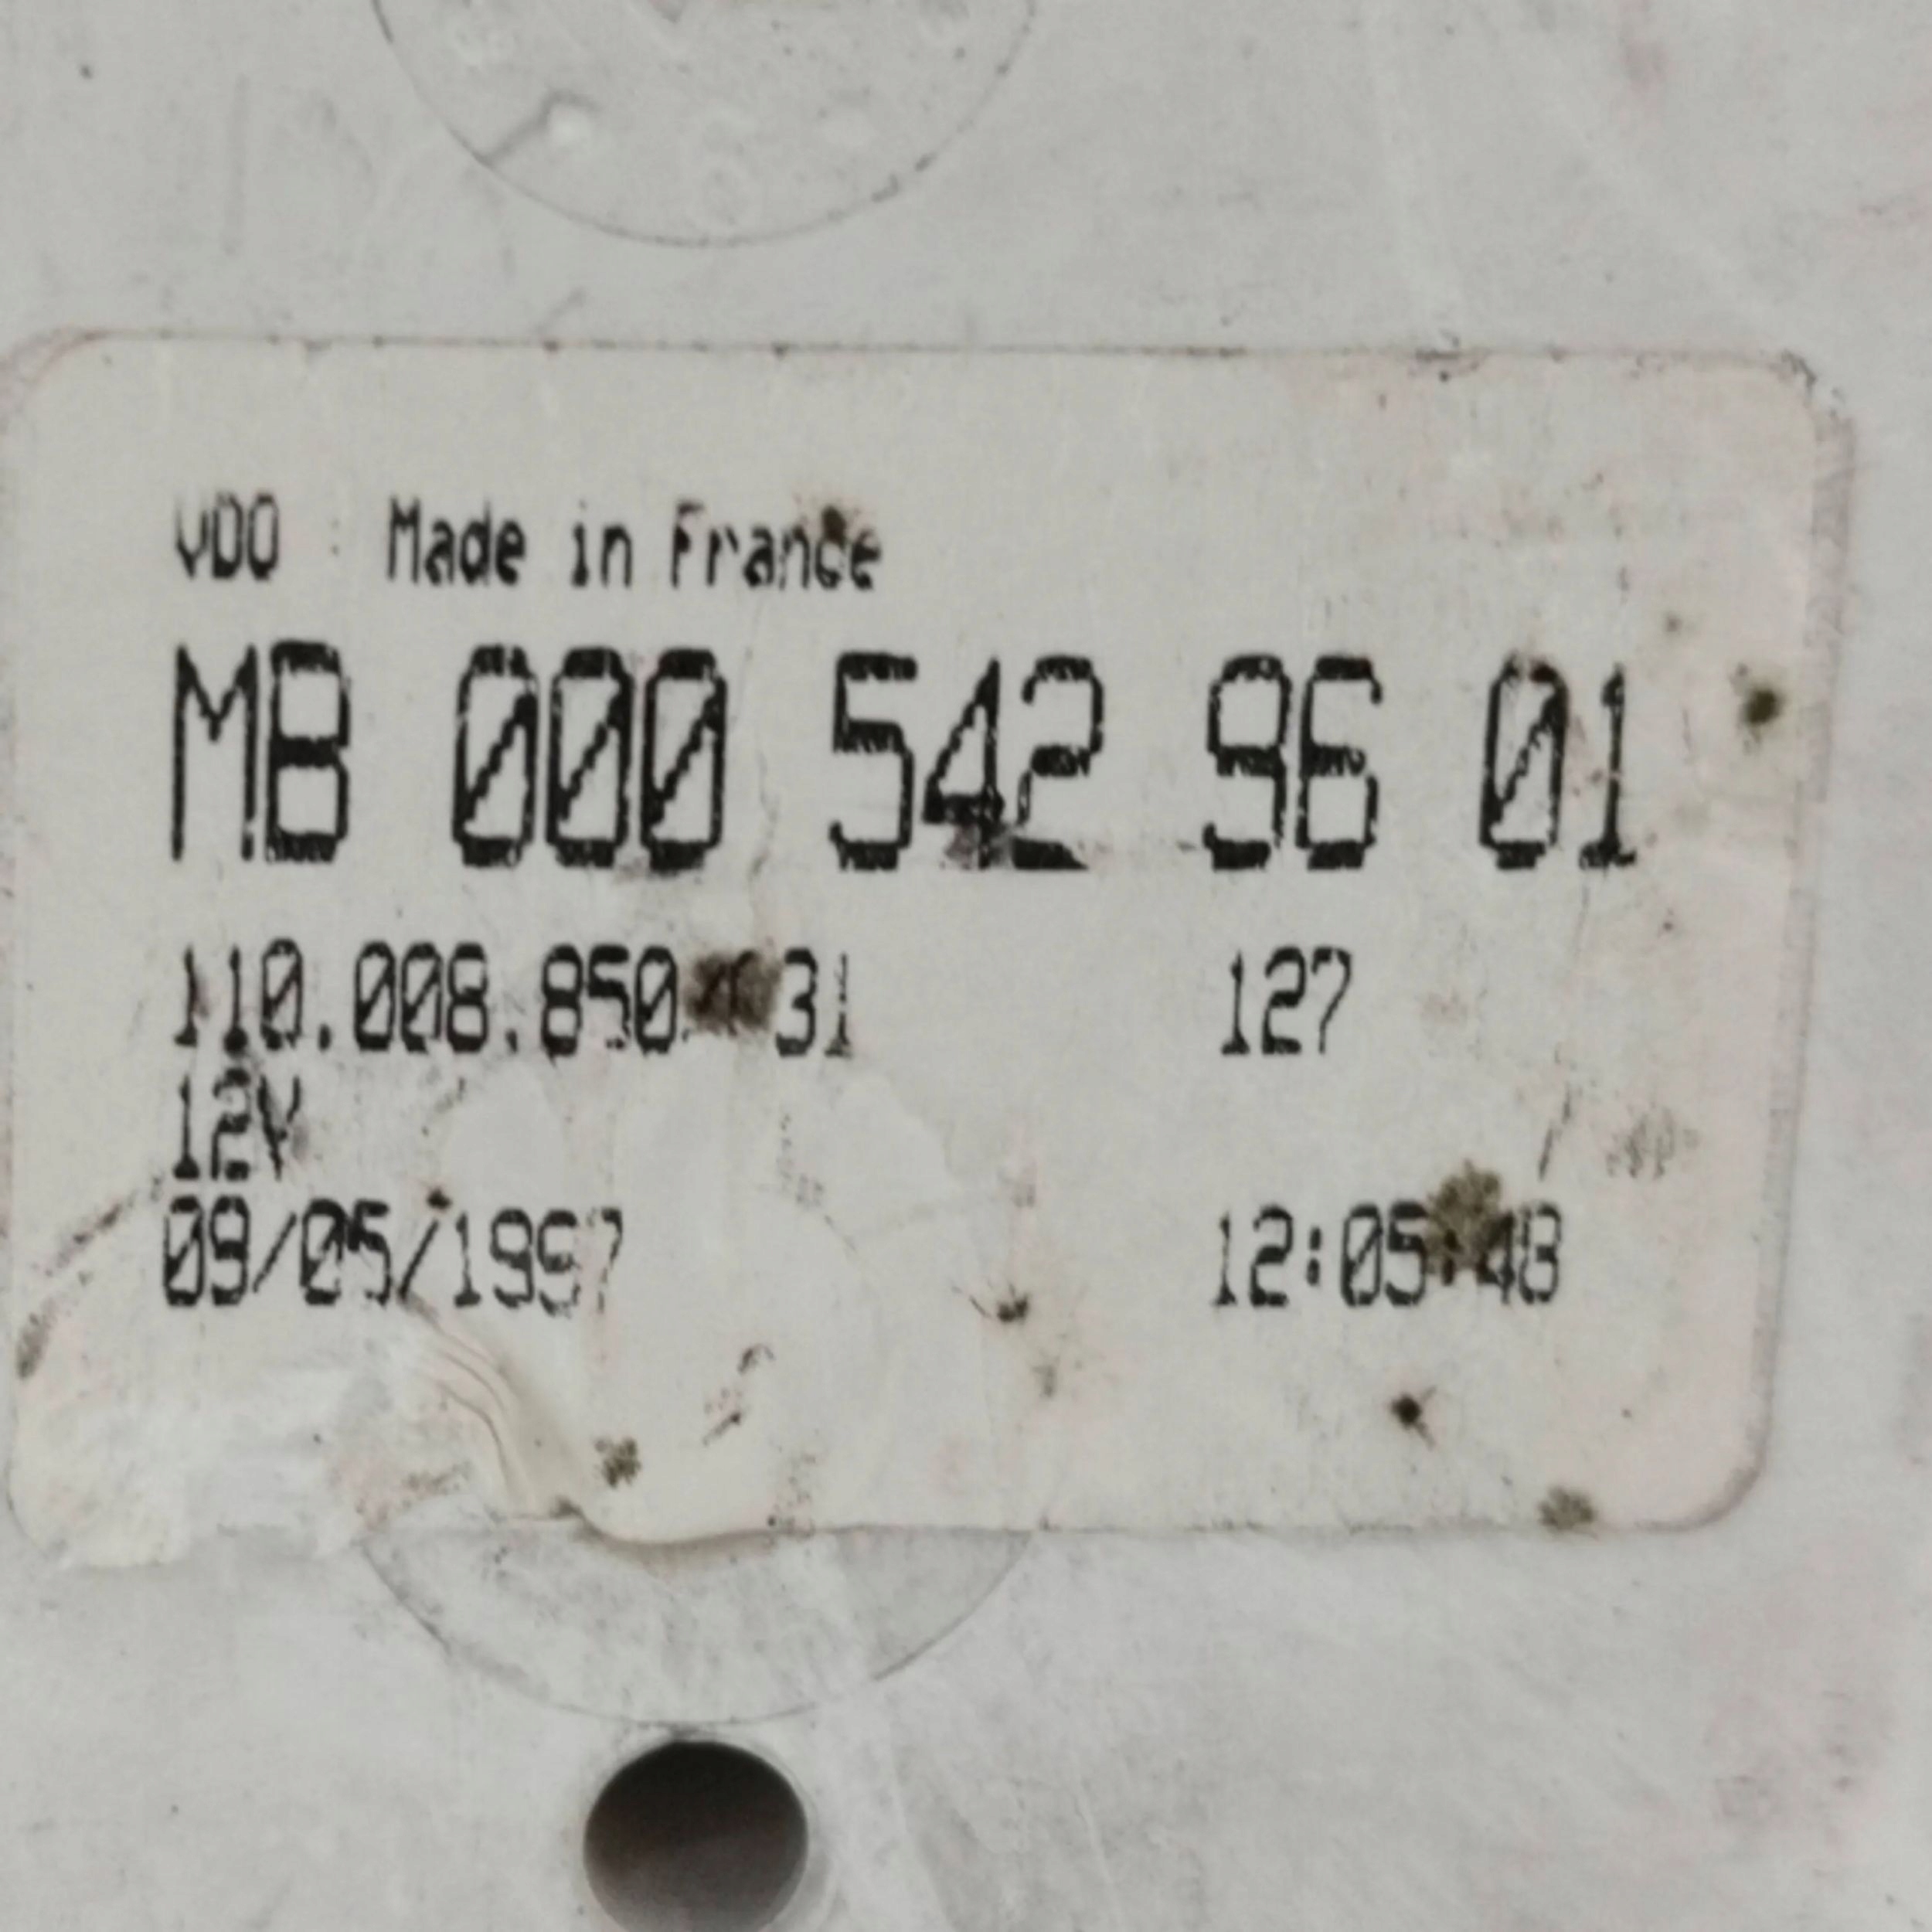 VDO Made in France
MB 000 542 96 01
110.008.850 31 127
12V
09/05/1997 12:05:48